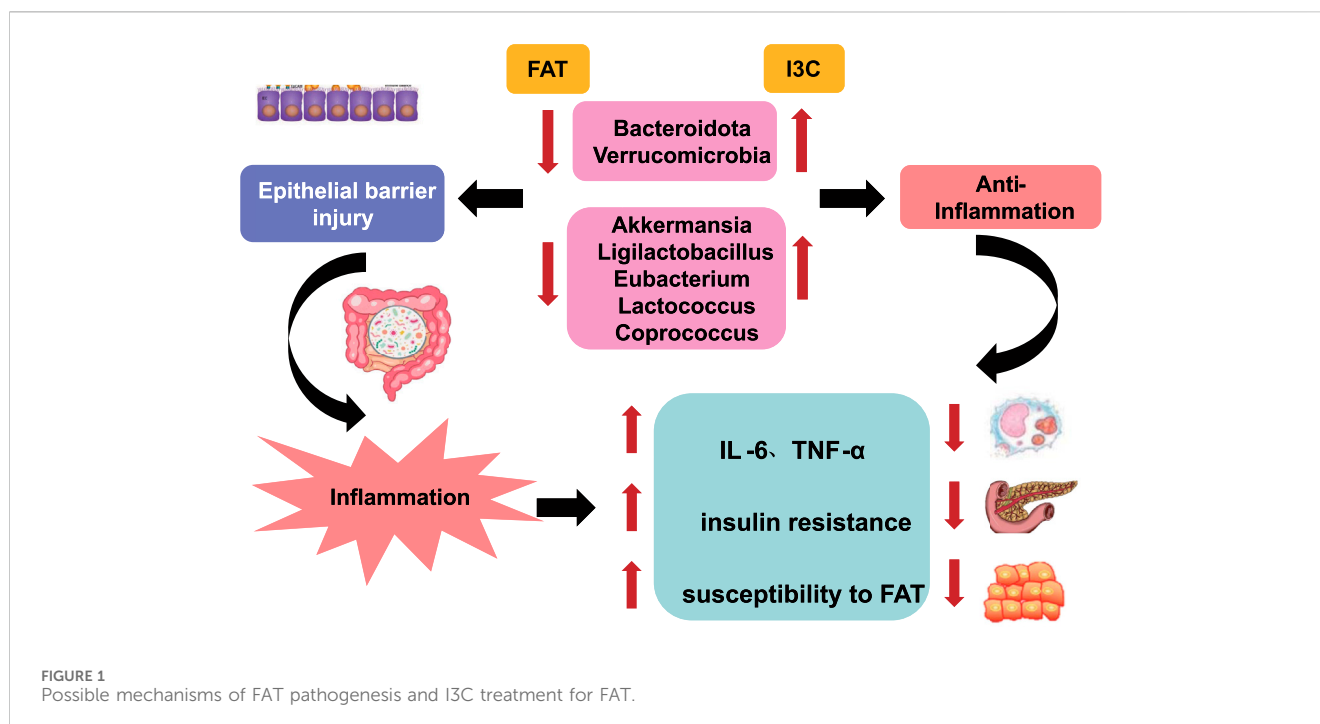 FAT
I3C
Bacteroidota
Verrucomicrobia
Epithelial barrier
injury
Anti-
Inflammation
Akkermansia
Ligilactobacillus
Eubacterium
Lactococcus
Coprococcus
Inflammation
IL-6、TNF-α
insulin resistance
susceptibility to FAT
FIGURE 1
Possible mechanisms of FAT pathogenesis and I3C treatment for FAT.